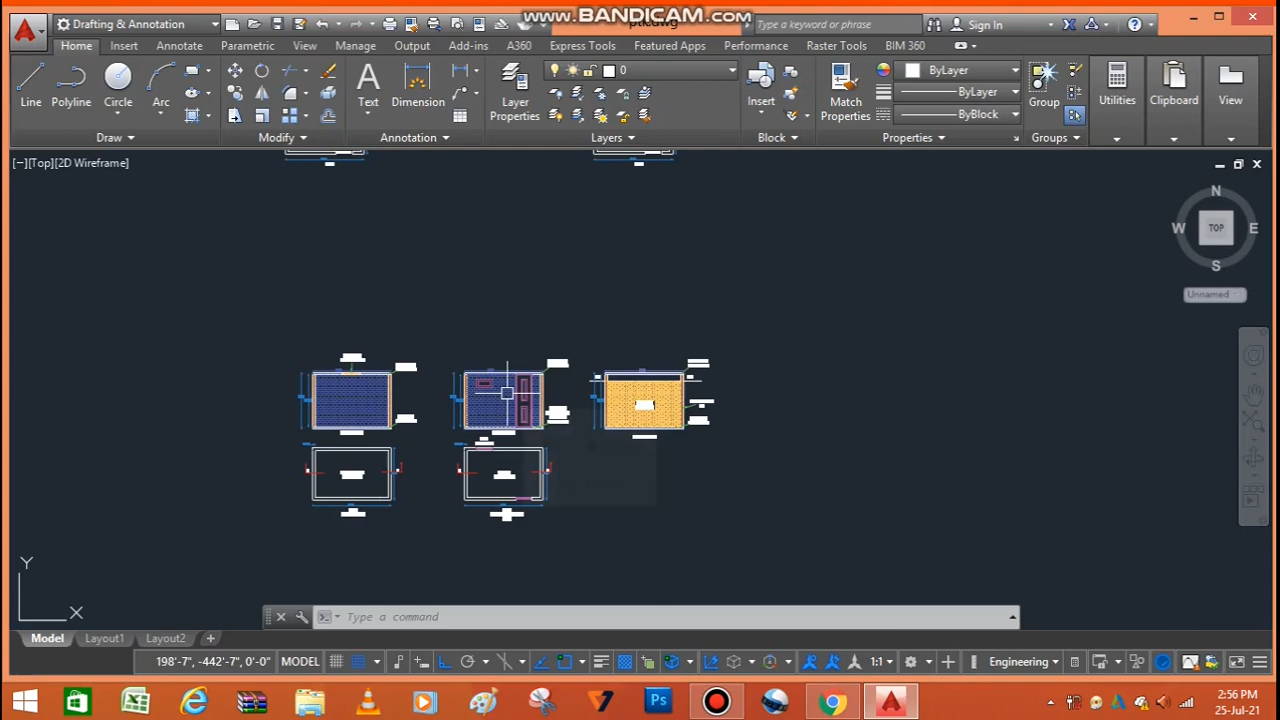 www.BANDICAM.com
Drafting & Annotation
Type a keyword or phrase
Sign In
Home Insert Annotate Parametric View Manage Output Add-ins A360 Express Tools Featured Apps Performance Raster Tools BIM 360
Line Polyline Circle Arc Text Dimension Layer Properties 0 Insert Match Properties ByLayer ByLayer ByBlock Group Utilities Clipboard View
Draw Modify Annotation Layers Block Properties Groups
[−][Top][2D Wireframe]
N
W TOP E
S
Unnamed
Y
X
Type a command
Model Layout1 Layout2 +
198'-7", -442'-7", 0'-0" MODEL 1:1 Engineering
Ps
2:56 PM
25-Jul-21